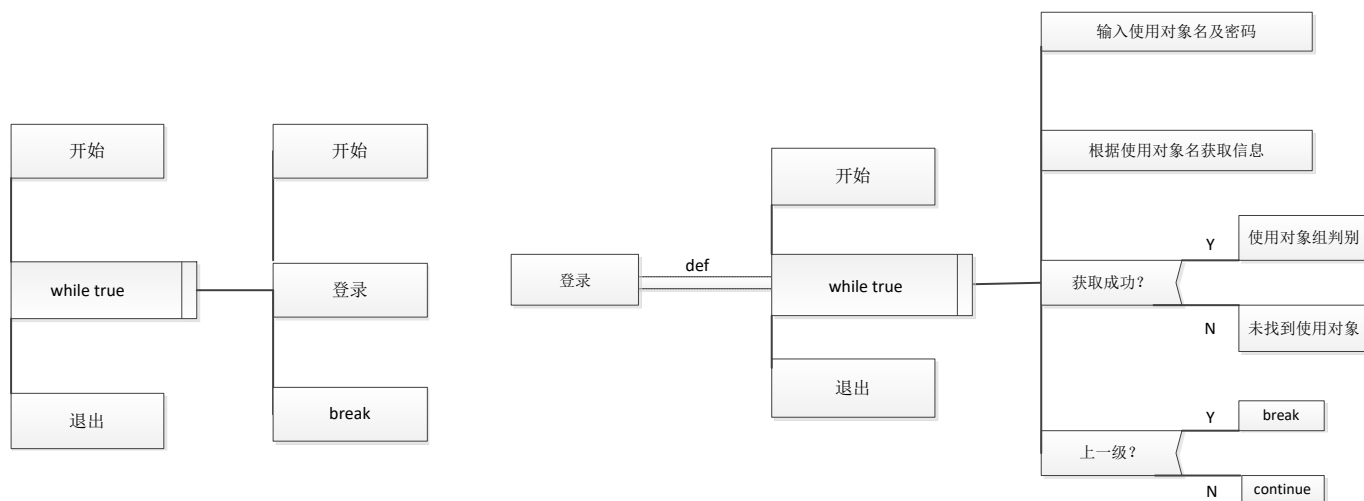 开始
while true
退出
开始
登录
break
登录
def
开始
while true
退出
输入使用对象名及密码
根据使用对象名获取信息
获取成功？
Y
使用对象组判别
N
未找到使用对象
上一级？
Y
break
N
continue